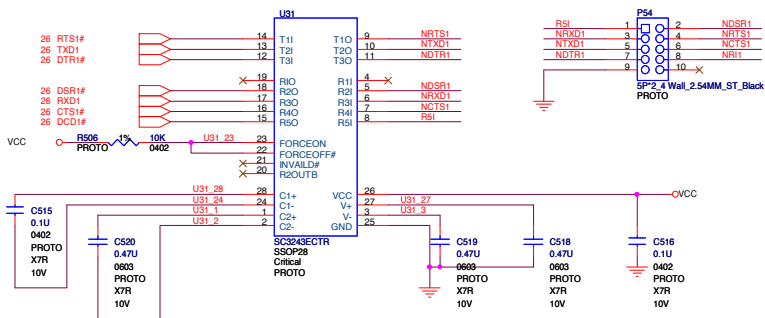 U31
P54
26 RTS1# 14 T1I T1O 9 NRTS1
26 TXD1 13 T2I T2O 10 NTXD1
26 DTR1# 12 T3I T3O 11 NDTR1
R5I 1 2 NDSR1
NRXD1 3 4 NRTS1
NTXD1 5 6 NCTS1
NDTR1 7 8 NRI1
9 10
5P*2_4 Wall_2.54MM_ST_Black
PROTO
19 RIO R1I 4
26 DSR1# 18 R2O R2I 5 NDSR1
26 RXD1 17 R3O R3I 6 NRXD1
26 CTS1# 16 R4O R4I 7 NCTS1
26 DCD1# 15 R5O R5I 8 R5I
VCC R506 1% 10K U31_23 23 FORCEON
PROTO 0402 22 FORCEOFF#
21 INVAILD#
20 R2OUTB
U31_28 28 C1+ VCC 26 VCC
U31_24 24 C1- V+ 27 U31_27
U31_1 1 C2+ V- 3 U31_3
U31_2 2 C2- GND 25
SC3243ECTR
SSOP28
Critical
PROTO
C515
0.1U
0402
PROTO
X7R
10V
C520
0.47U
0603
PROTO
X7R
10V
C519
0.47U
0603
PROTO
X7R
10V
C518
0.47U
0603
PROTO
X7R
10V
C516
0.1U
0402
PROTO
X7R
10V